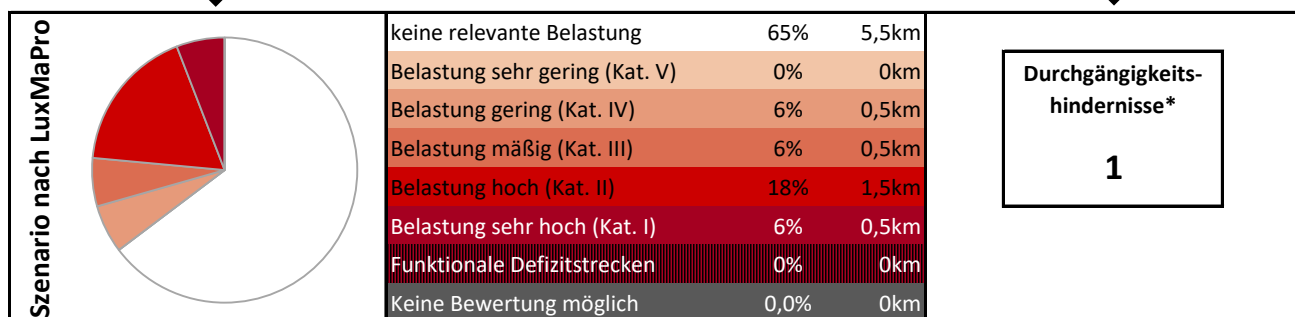 Szenario nach LuxMaPro
keine relevante Belastung 65% 5,5km
Belastung sehr gering (Kat. V) 0% 0km
Belastung gering (Kat. IV) 6% 0,5km
Belastung mäßig (Kat. III) 6% 0,5km
Belastung hoch (Kat. II) 18% 1,5km
Belastung sehr hoch (Kat. I) 6% 0,5km
Funktionale Defizitstrecken 0% 0km
Keine Bewertung möglich 0,0% 0km
Durchgängigkeits-
hindernisse*
1